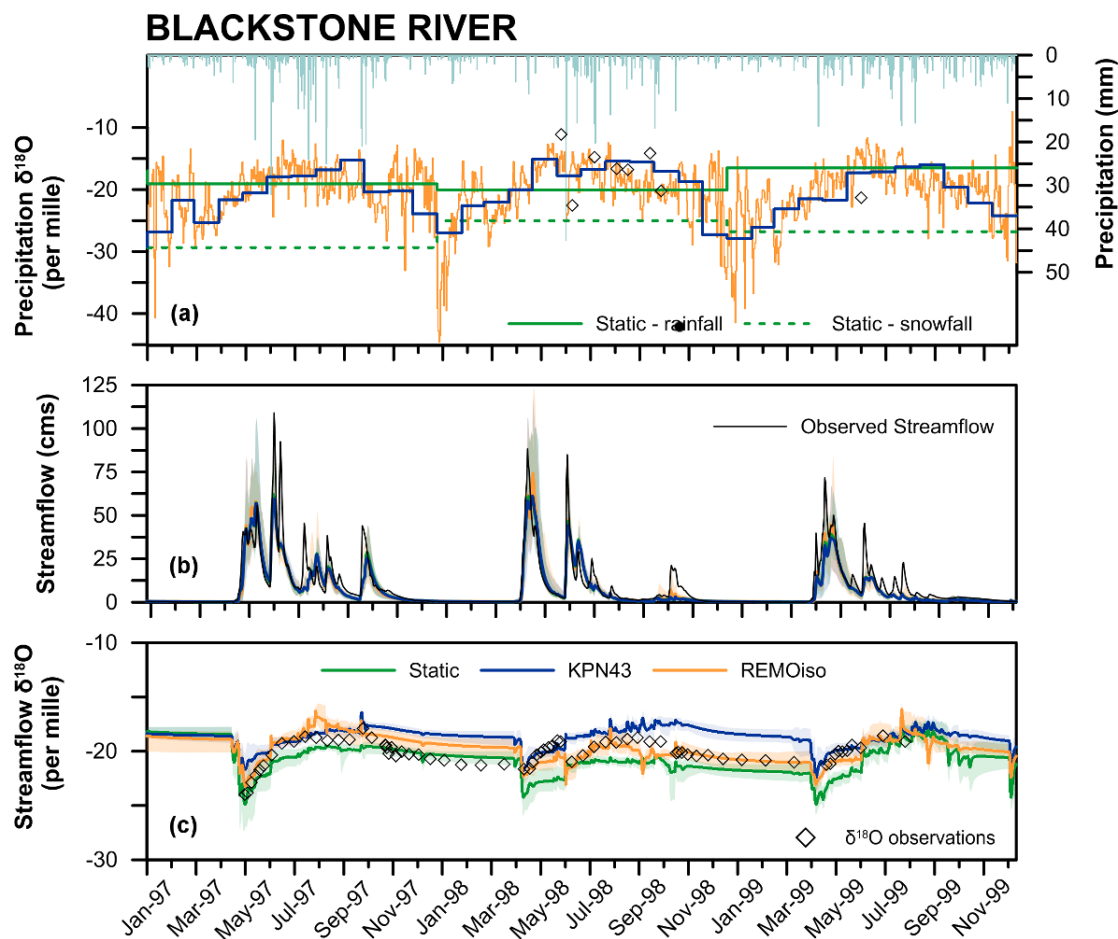 BLACKSTONE RIVER
Precipitation δ18O
(per mille)
-10
-20
-30
-40
0
10
20
30
40
50
Precipitation (mm)
(a)
Static - rainfall
Static - snowfall
Streamflow (cms)
125
100
75
50
25
0
Observed Streamflow
(b)
Streamflow δ18O
(per mille)
-10
-20
-30
Static
KPN43
REMOiso
(c)
δ18O observations
Jan-97
Mar-97
May-97
Jul-97
Sep-97
Nov-97
Jan-98
Mar-98
May-98
Jul-98
Sep-98
Nov-98
Jan-99
Mar-99
May-99
Jul-99
Sep-99
Nov-99